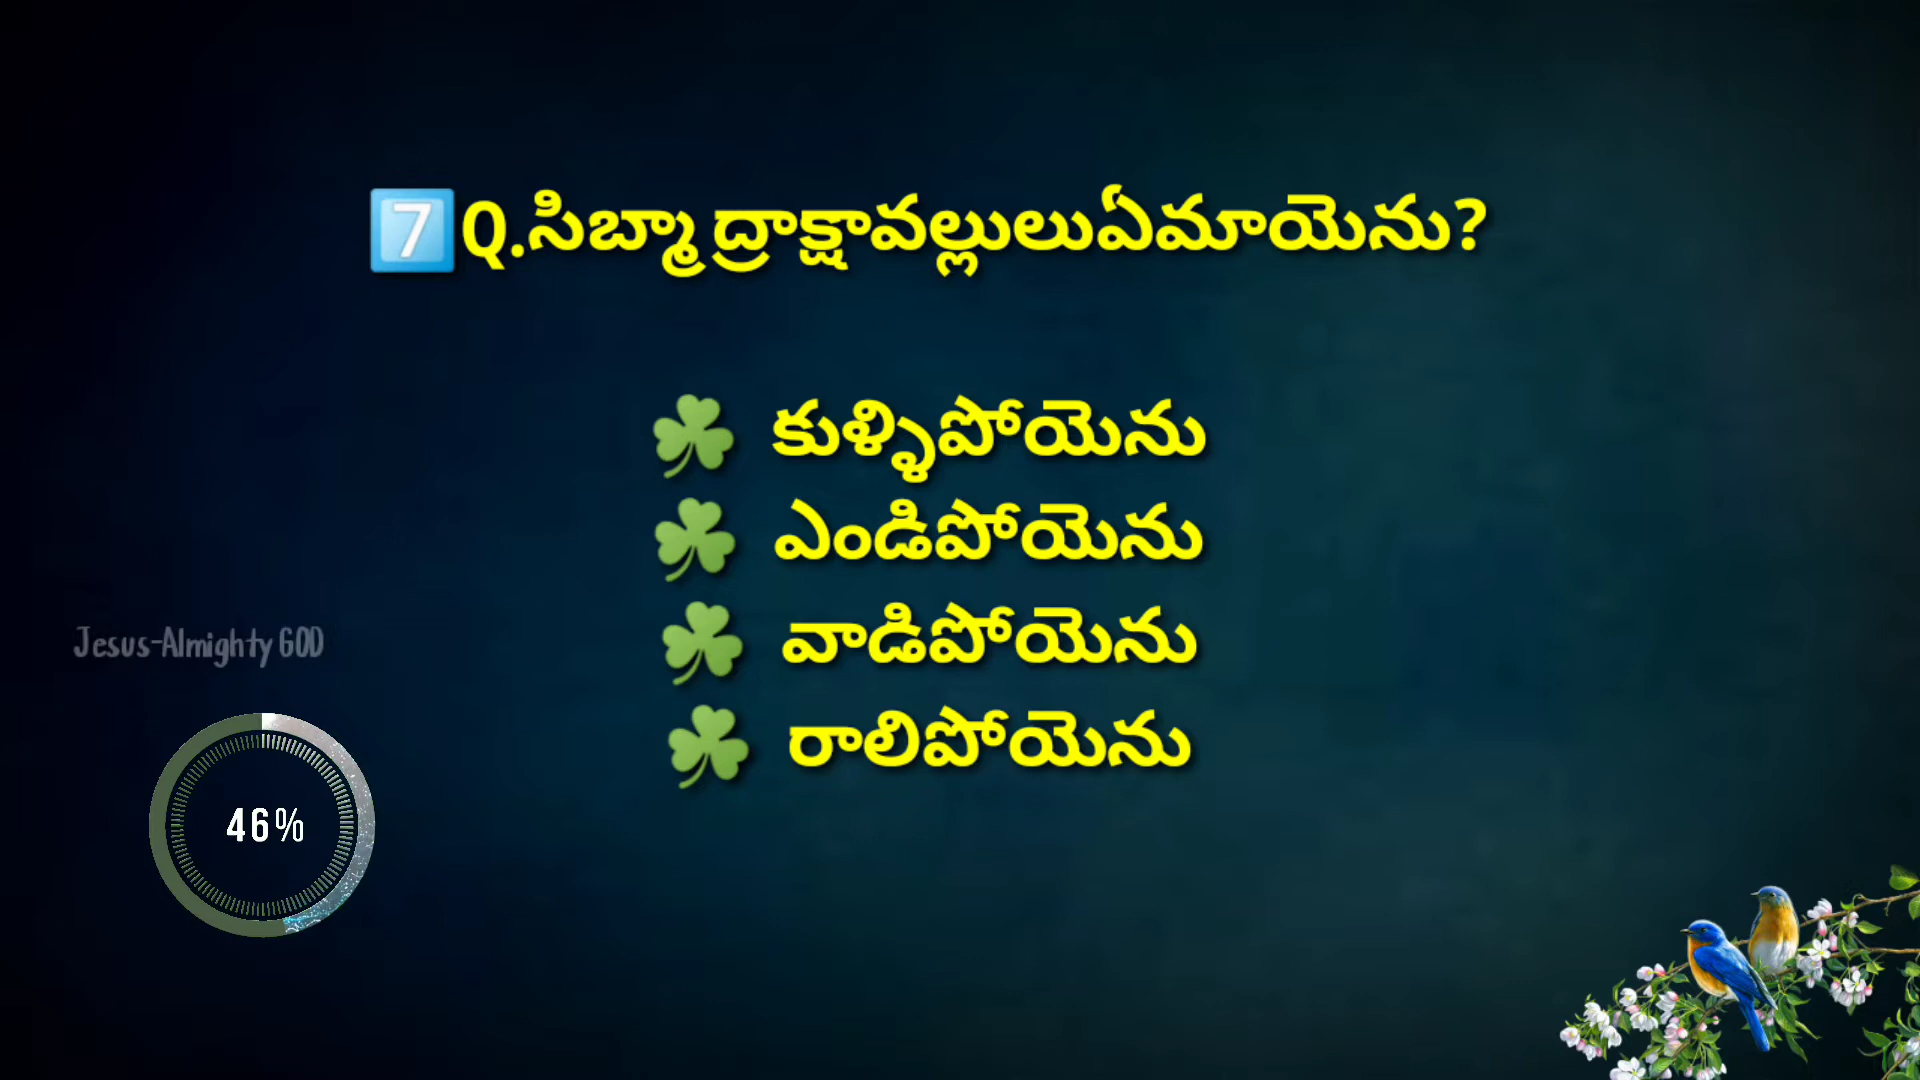 7️⃣Q.సిబ్మా ద్రాక్షావల్లులుఏమాయెను?
☘️ కుళ్ళిపోయెను
☘️ ఎండిపోయెను
☘️ వాడిపోయెను
☘️ రాలిపోయెను
Jesus-Almighty GOD
46%